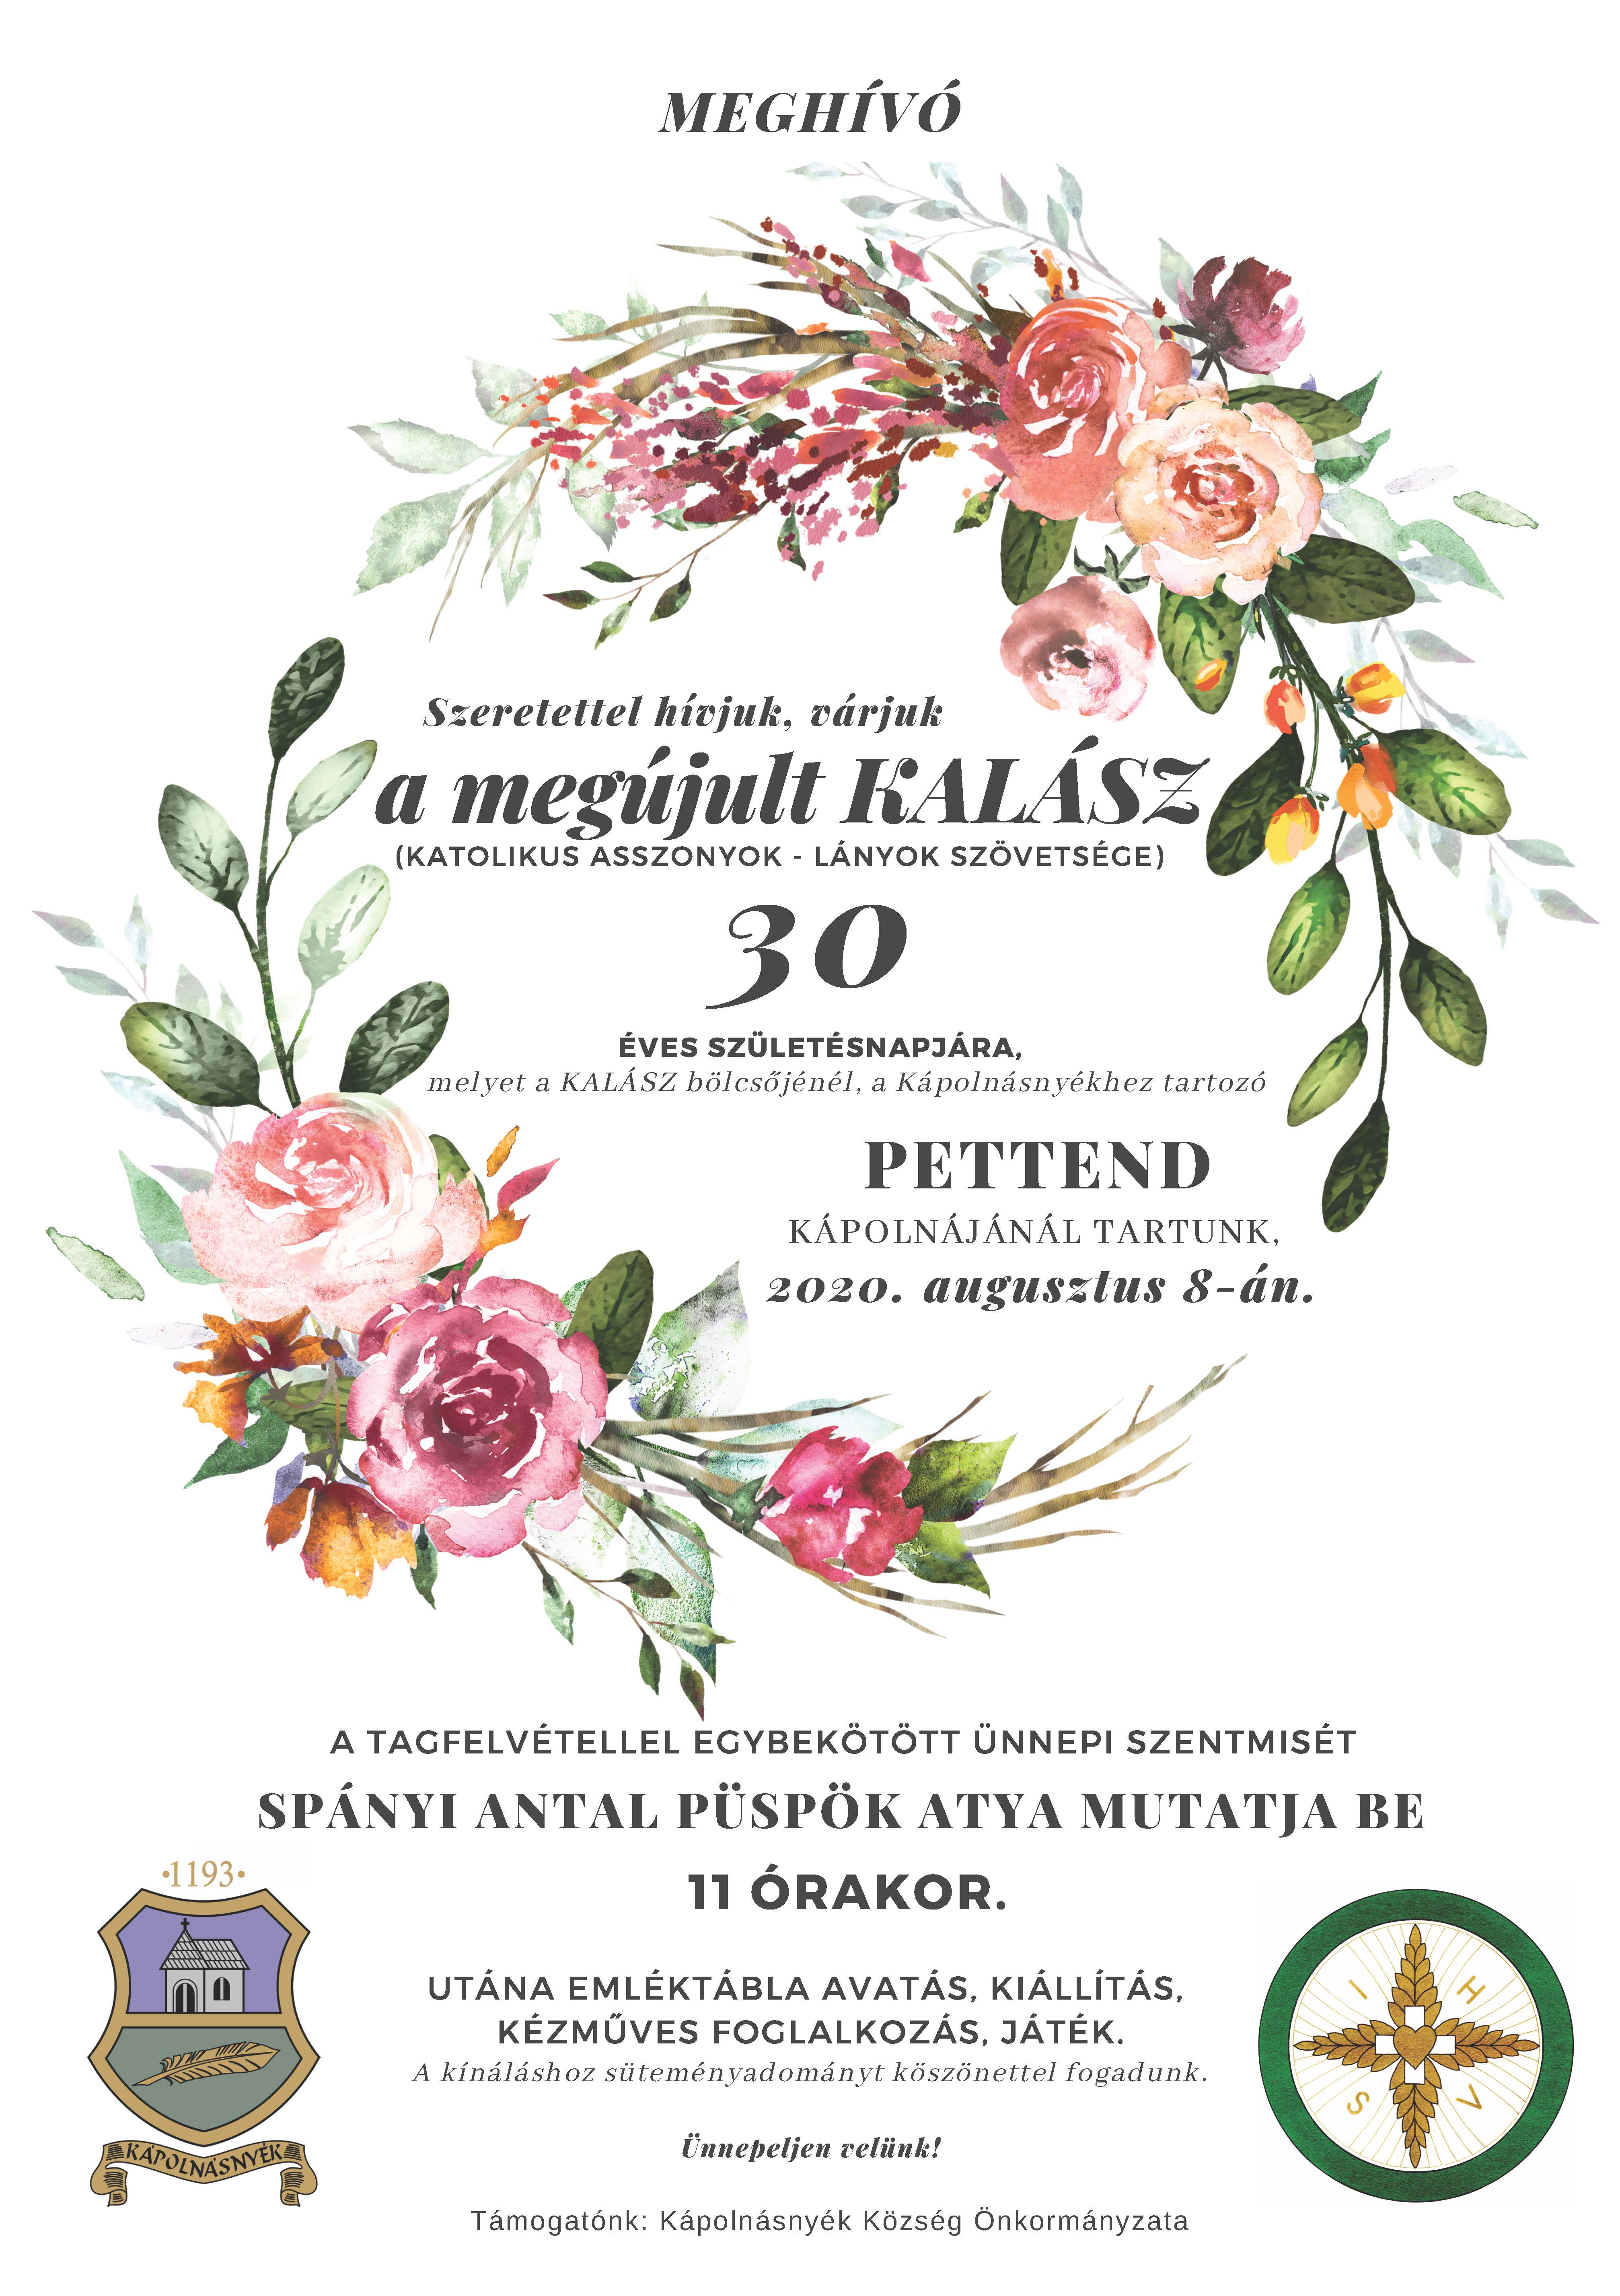 MEGHÍVÓ
Szeretettel hívjuk, várjuk
a megújult KALÁSZ
(KATOLIKUS ASSZONYOK - LÁNYOK SZÖVETSÉGE)
30
ÉVES SZÜLETÉSNAPJÁRA,
melyet a KALÁSZ bölcsőjénél, a Kápolnásnyékhez tartozó
PETTEND
KÁPOLNÁJÁNÁL TARTUNK,
2020. augusztus 8-án.
A TAGFELVÉTELLEL EGYBEKÖTÖTT ÜNNEPI SZENTMISÉT
SPÁNYI ANTAL PÜSPÖK ATYA MUTATJA BE
11 ÓRAKOR.
UTÁNA EMLÉKTÁBLA AVATÁS, KIÁLLÍTÁS,
KÉZMŰVES FOGLALKOZÁS, JÁTÉK.
A kínáláshoz süteményadományt köszönettel fogadunk.
Ünnepeljen velünk!
Támogatónk: Kápolnásnyék Község Önkormányzata
•1193•
KÁPOLNÁSNYÉK
I H
S V